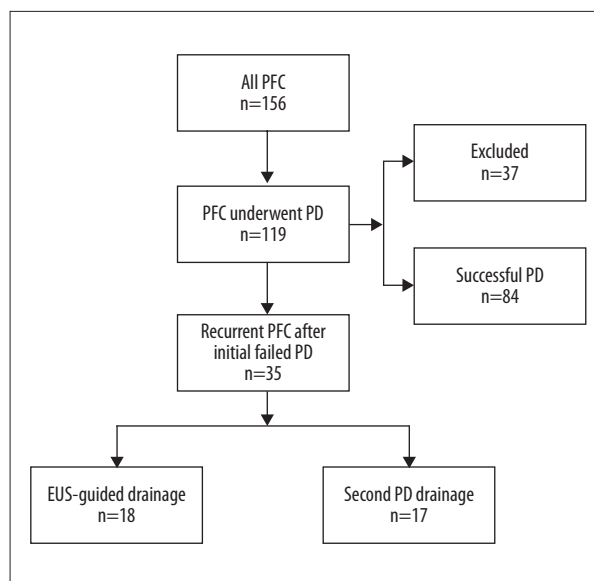 All PFC
n=156
Excluded
n=37
PFC underwent PD
n=119
Successful PD
n=84
Recurrent PFC after
initial failed PD
n=35
EUS-guided drainage
n=18
Second PD drainage
n=17